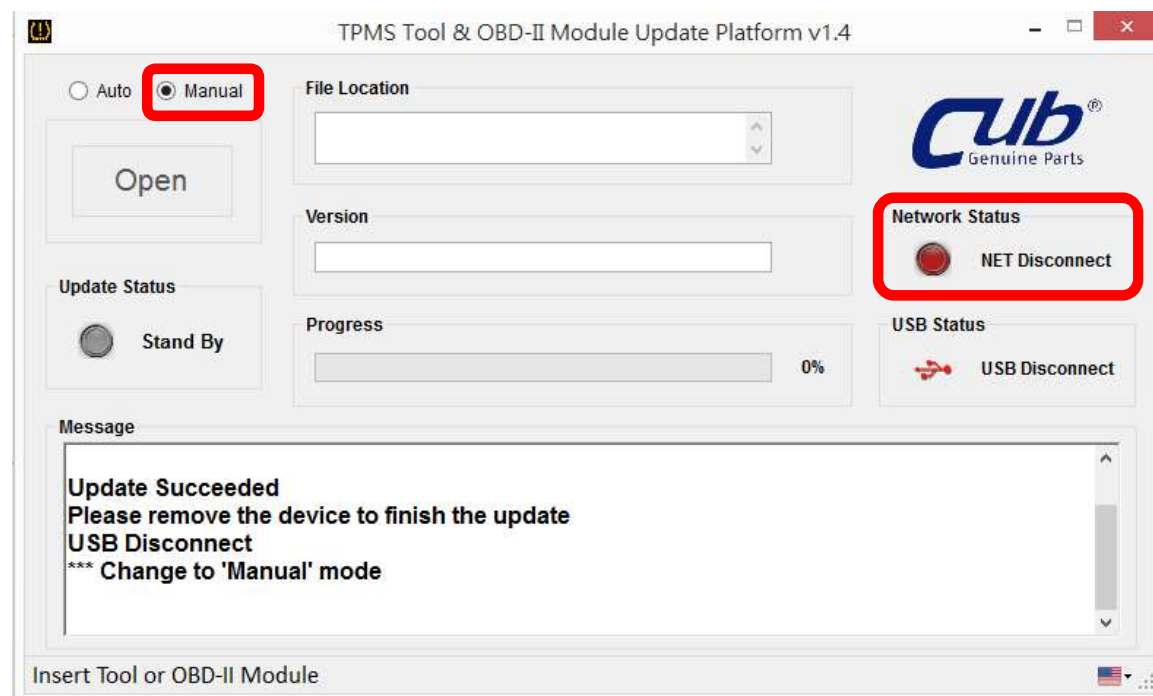 TPMS Tool & OBD-II Module Update Platform v1.4
Auto
Manual
File Location
Cub®
Genuine Parts
Open
Version
Network Status
NET Disconnect
Update Status
Stand By
Progress
0%
USB Status
USB Disconnect
Message
Update Succeeded
Please remove the device to finish the update
USB Disconnect
*** Change to 'Manual' mode
Insert Tool or OBD-II Module